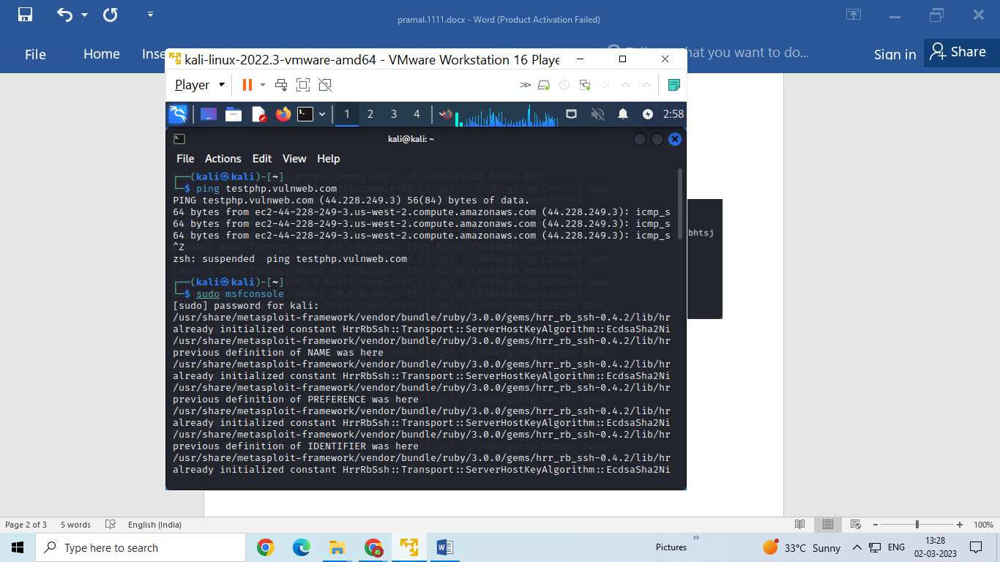 pramal.1111.docx - Word (Product Activation Failed)
File Home Inse hat you want to do... Sign in Share
kali-linux-2022.3-vmware-amd64 - VMware Workstation 16 Playe
Player
1 2 3 4 2:58
kali@kali: ~
File Actions Edit View Help
┌──(kali㉿kali)-[~]
└─$ ping testphp.vulnweb.com
PING testphp.vulnweb.com (44.228.249.3) 56(84) bytes of data.
64 bytes from ec2-44-228-249-3.us-west-2.compute.amazonaws.com (44.228.249.3): icmp_s
64 bytes from ec2-44-228-249-3.us-west-2.compute.amazonaws.com (44.228.249.3): icmp_s
64 bytes from ec2-44-228-249-3.us-west-2.compute.amazonaws.com (44.228.249.3): icmp_s
^Z
zsh: suspended  ping testphp.vulnweb.com
┌──(kali㉿kali)-[~]
└─$ sudo msfconsole
[sudo] password for kali:
/usr/share/metasploit-framework/vendor/bundle/ruby/3.0.0/gems/hrr_rb_ssh-0.4.2/lib/hr
already initialized constant HrrRbSsh::Transport::ServerHostKeyAlgorithm::EcdsaSha2Ni
/usr/share/metasploit-framework/vendor/bundle/ruby/3.0.0/gems/hrr_rb_ssh-0.4.2/lib/hr
previous definition of NAME was here
/usr/share/metasploit-framework/vendor/bundle/ruby/3.0.0/gems/hrr_rb_ssh-0.4.2/lib/hr
already initialized constant HrrRbSsh::Transport::ServerHostKeyAlgorithm::EcdsaSha2Ni
/usr/share/metasploit-framework/vendor/bundle/ruby/3.0.0/gems/hrr_rb_ssh-0.4.2/lib/hr
previous definition of PREFERENCE was here
/usr/share/metasploit-framework/vendor/bundle/ruby/3.0.0/gems/hrr_rb_ssh-0.4.2/lib/hr
already initialized constant HrrRbSsh::Transport::ServerHostKeyAlgorithm::EcdsaSha2Ni
/usr/share/metasploit-framework/vendor/bundle/ruby/3.0.0/gems/hrr_rb_ssh-0.4.2/lib/hr
previous definition of IDENTIFIER was here
/usr/share/metasploit-framework/vendor/bundle/ruby/3.0.0/gems/hrr_rb_ssh-0.4.2/lib/hr
already initialized constant HrrRbSsh::Transport::ServerHostKeyAlgorithm::EcdsaSha2Ni
bhtsj
Page 2 of 3 5 words English (India) 100%
Type here to search Pictures 33°C Sunny ENG 13:28
02-03-2023